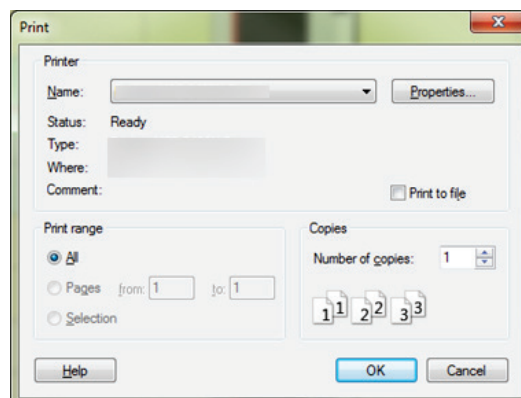 Print
Printer
Name:
Properties...
Status: Ready
Type:
Where:
Comment:
Print to file
Print range
All
Pages from: 1 to: 1
Selection
Copies
Number of copies: 1
1 1 2 2 3 3
Help
OK
Cancel